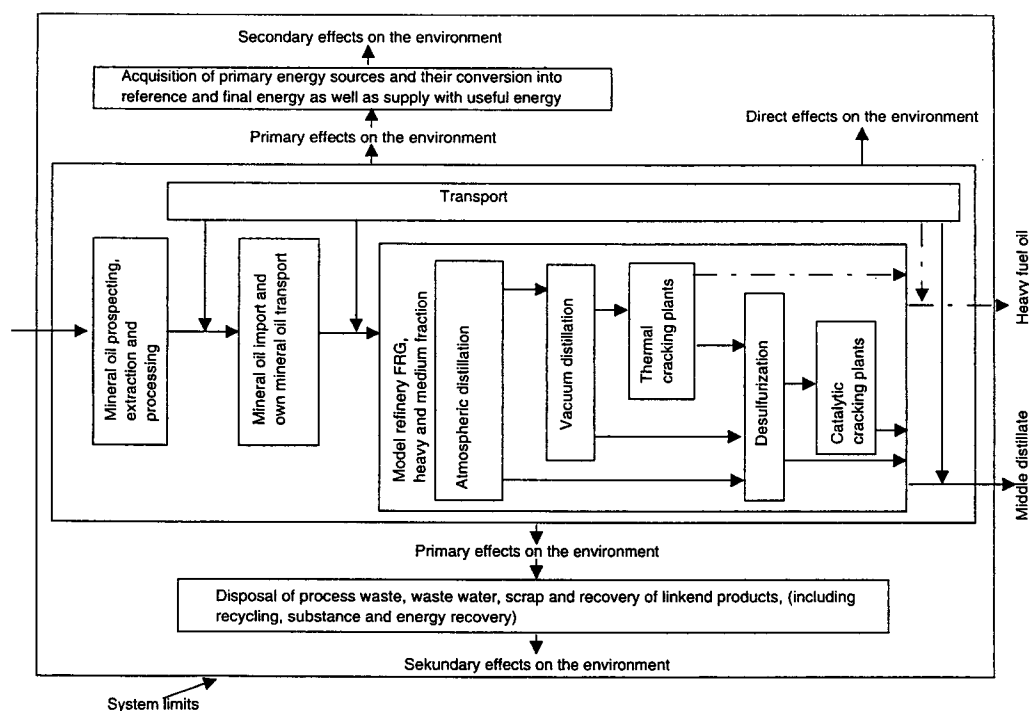 Secondary effects on the environment
Acquisition of primary energy sources and their conversion into
reference and final energy as well as supply with useful energy
Primary effects on the environment
Direct effects on the environment
Transport
Mineral oil prospecting,
extraction and
processing
Mineral oil import and
own mineral oil transport
Model refinery FRG,
heavy and medium fraction
Atmospheric distillation
Vacuum distillation
Thermal
cracking plants
Desulfurization
Catalytic
cracking plants
Heavy fuel oil
Middle distillate
Primary effects on the environment
Disposal of process waste, waste water, scrap and recovery of linkend products, (including
recycling, substance and energy recovery)
Sekundary effects on the environment
System limits